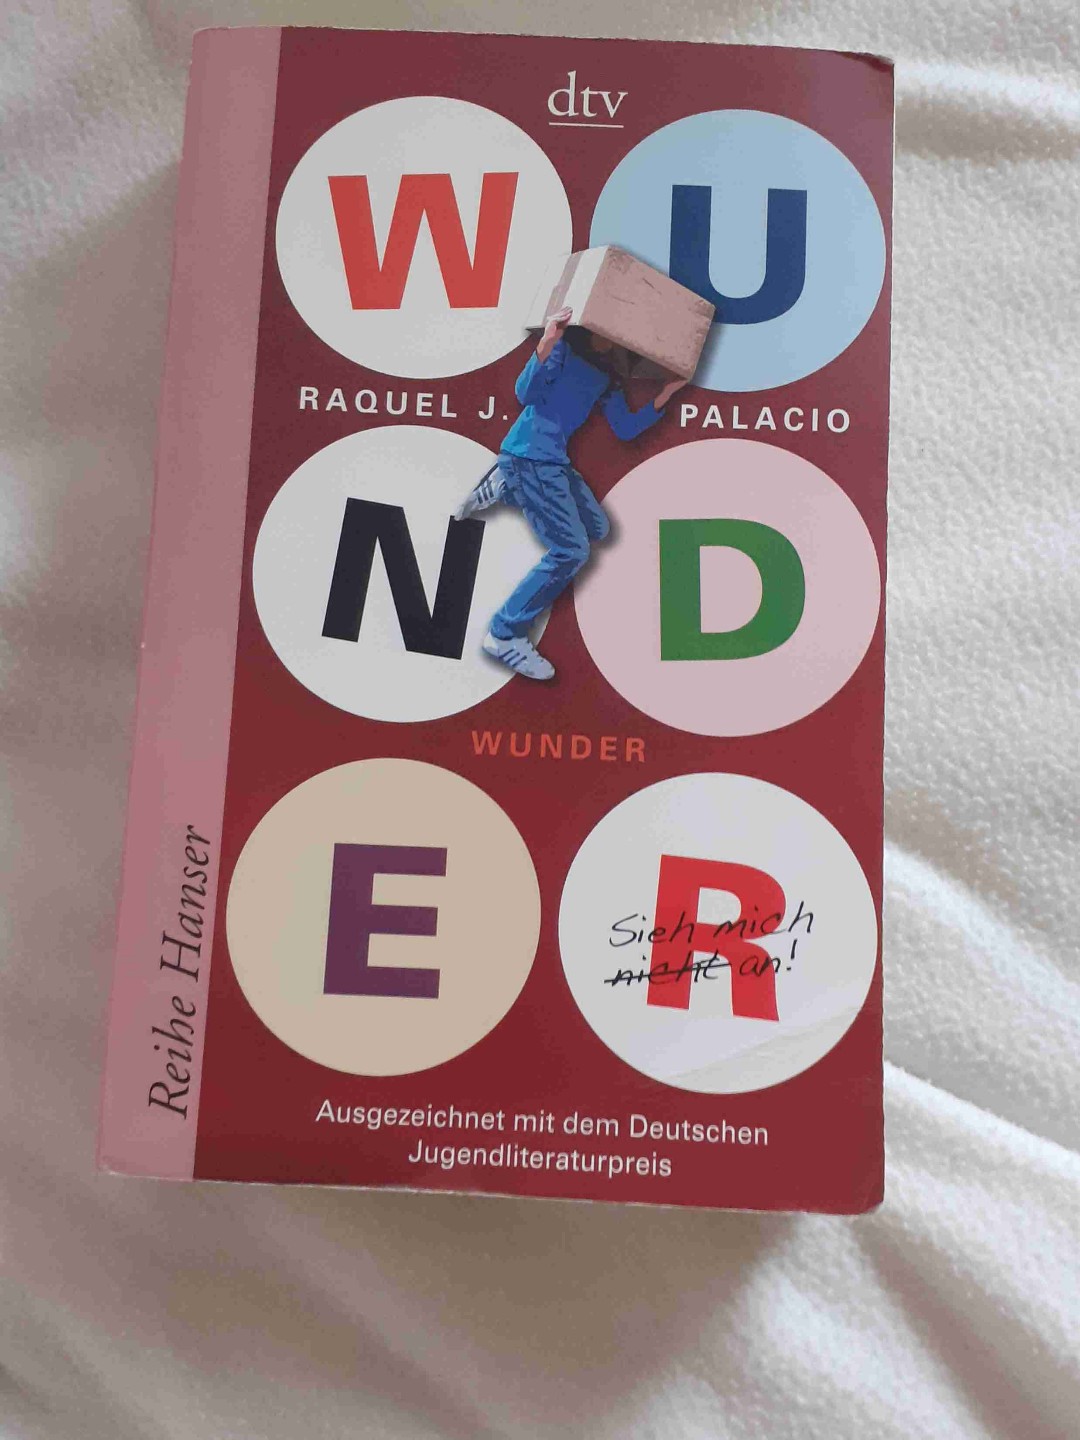 dtv
W U
RAQUEL J. PALACIO
N D
WUNDER
E R
Sieh mich
nicht an!
Ausgezeichnet mit dem Deutschen
Jugendliteraturpreis
Reihe Hanser